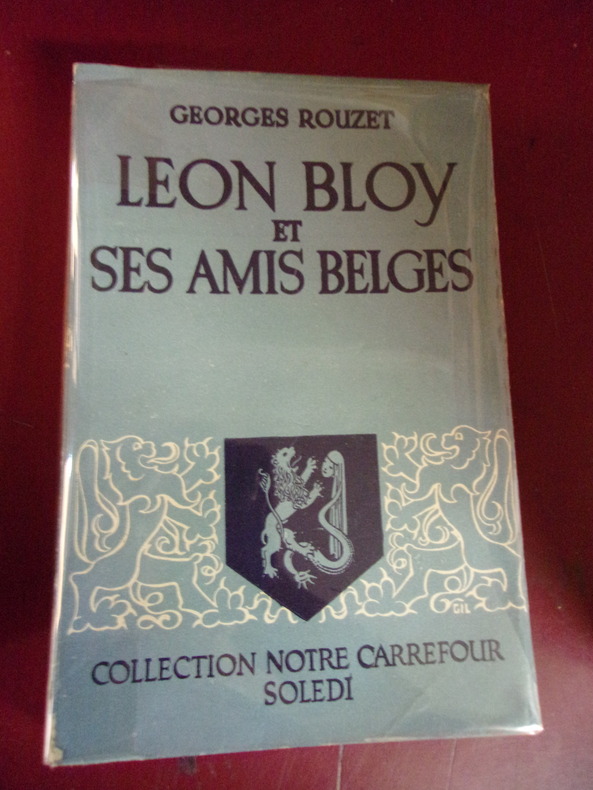 GEORGES ROUZET
LEON BLOY
ET
SES AMIS BELGES
GIL
COLLECTION NOTRE CARREFOUR
SOLEDI